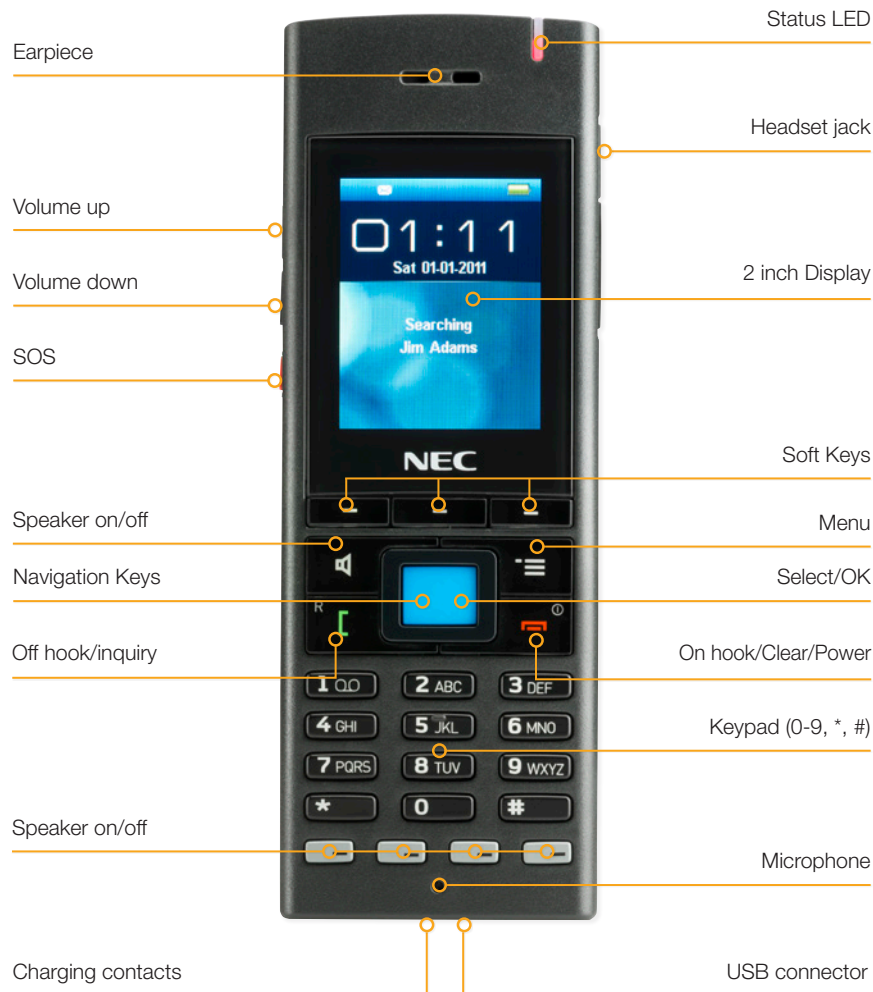 Status LED
Earpiece
Headset jack
Volume up
01:11
Sat 01-01-2011
Volume down
2 inch Display
Searching
Jim Adams
SOS
NEC
Soft Keys
Speaker on/off
Menu
Navigation Keys
Select/OK
R
Off hook/inquiry
On hook/Clear/Power
1
2 ABC
3 DEF
4 GHI
5 JKL
6 MNO
Keypad (0-9, *, #)
7 PQRS
8 TUV
9 WXYZ
*
0
#
Speaker on/off
Microphone
Charging contacts
USB connector